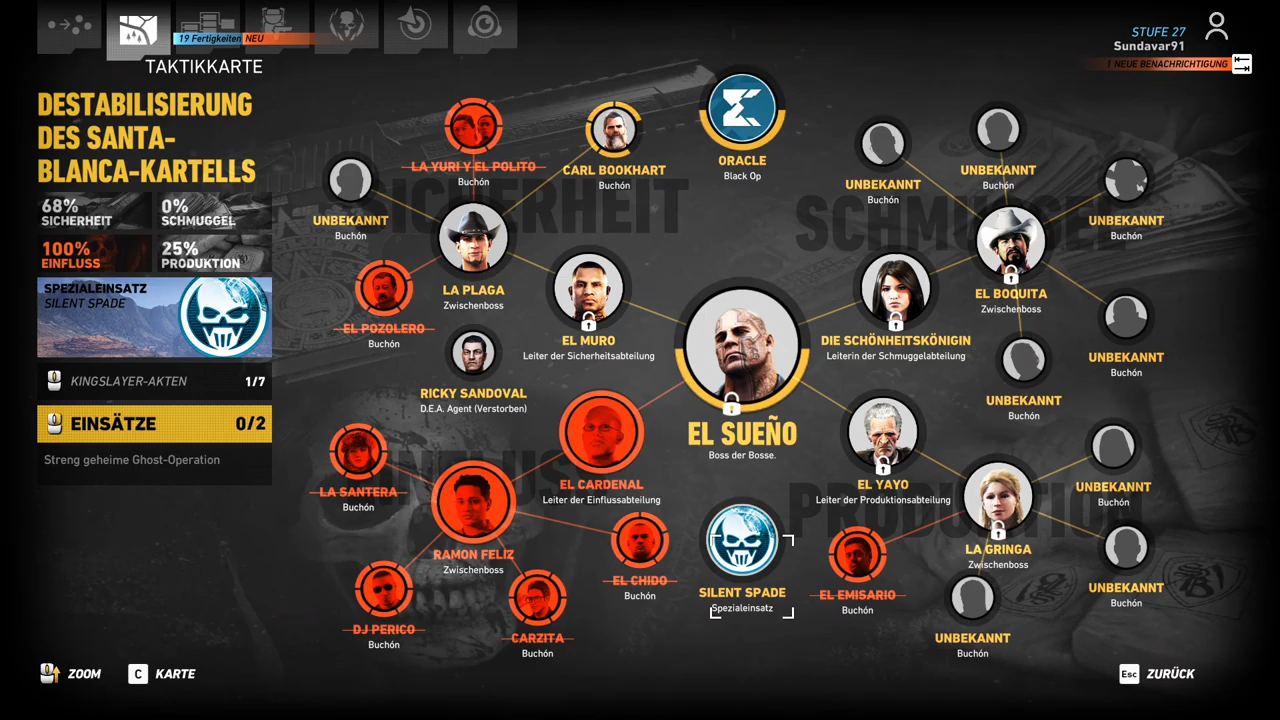 19 Fertigkeiten NEU
TAKTIKKARTE
STUFE 27
Sundavar91
1 NEUE BENACHRICHTIGUNG
DESTABILISIERUNG
DES SANTA-
BLANCA-KARTELLS
68%
SICHERHEIT
0%
SCHMUGGEL
100%
EINFLUSS
25%
PRODUKTION
SPEZIALEINSATZ
SILENT SPADE
KINGSLAYER-AKTEN 1/7
EINSÄTZE 0/2
Streng geheime Ghost-Operation
SICHERHEIT
SCHMUGGEL
EINFLUSS
PRODUKTION
LA YURI Y EL POLITO
Buchón
CARL BOOKHART
Buchón
ORACLE
Black Op
UNBEKANNT
Buchón
UNBEKANNT
Buchón
UNBEKANNT
Buchón
UNBEKANNT
Buchón
LA PLAGA
Zwischenboss
EL BOQUITA
Zwischenboss
EL POZOLERO
Buchón
EL MURO
Leiter der Sicherheitsabteilung
DIE SCHÖNHEITSKÖNIGIN
Leiterin der Schmuggelabteilung
UNBEKANNT
Buchón
RICKY SANDOVAL
D.E.A. Agent (Verstorben)
UNBEKANNT
Buchón
EL SUEÑO
Boss der Bosse.
LA SANTERA
Buchón
EL CARDENAL
Leiter der Einflussabteilung
EL YAYO
Leiter der Produktionsabteilung
UNBEKANNT
Buchón
RAMON FELIZ
Zwischenboss
LA GRINGA
Zwischenboss
EL CHIDO
Buchón
SILENT SPADE
Spezialeinsatz
EL EMISARIO
Buchón
UNBEKANNT
Buchón
DJ PERICO
Buchón
CARZITA
Buchón
UNBEKANNT
Buchón
ZOOM
C KARTE
Esc ZURÜCK